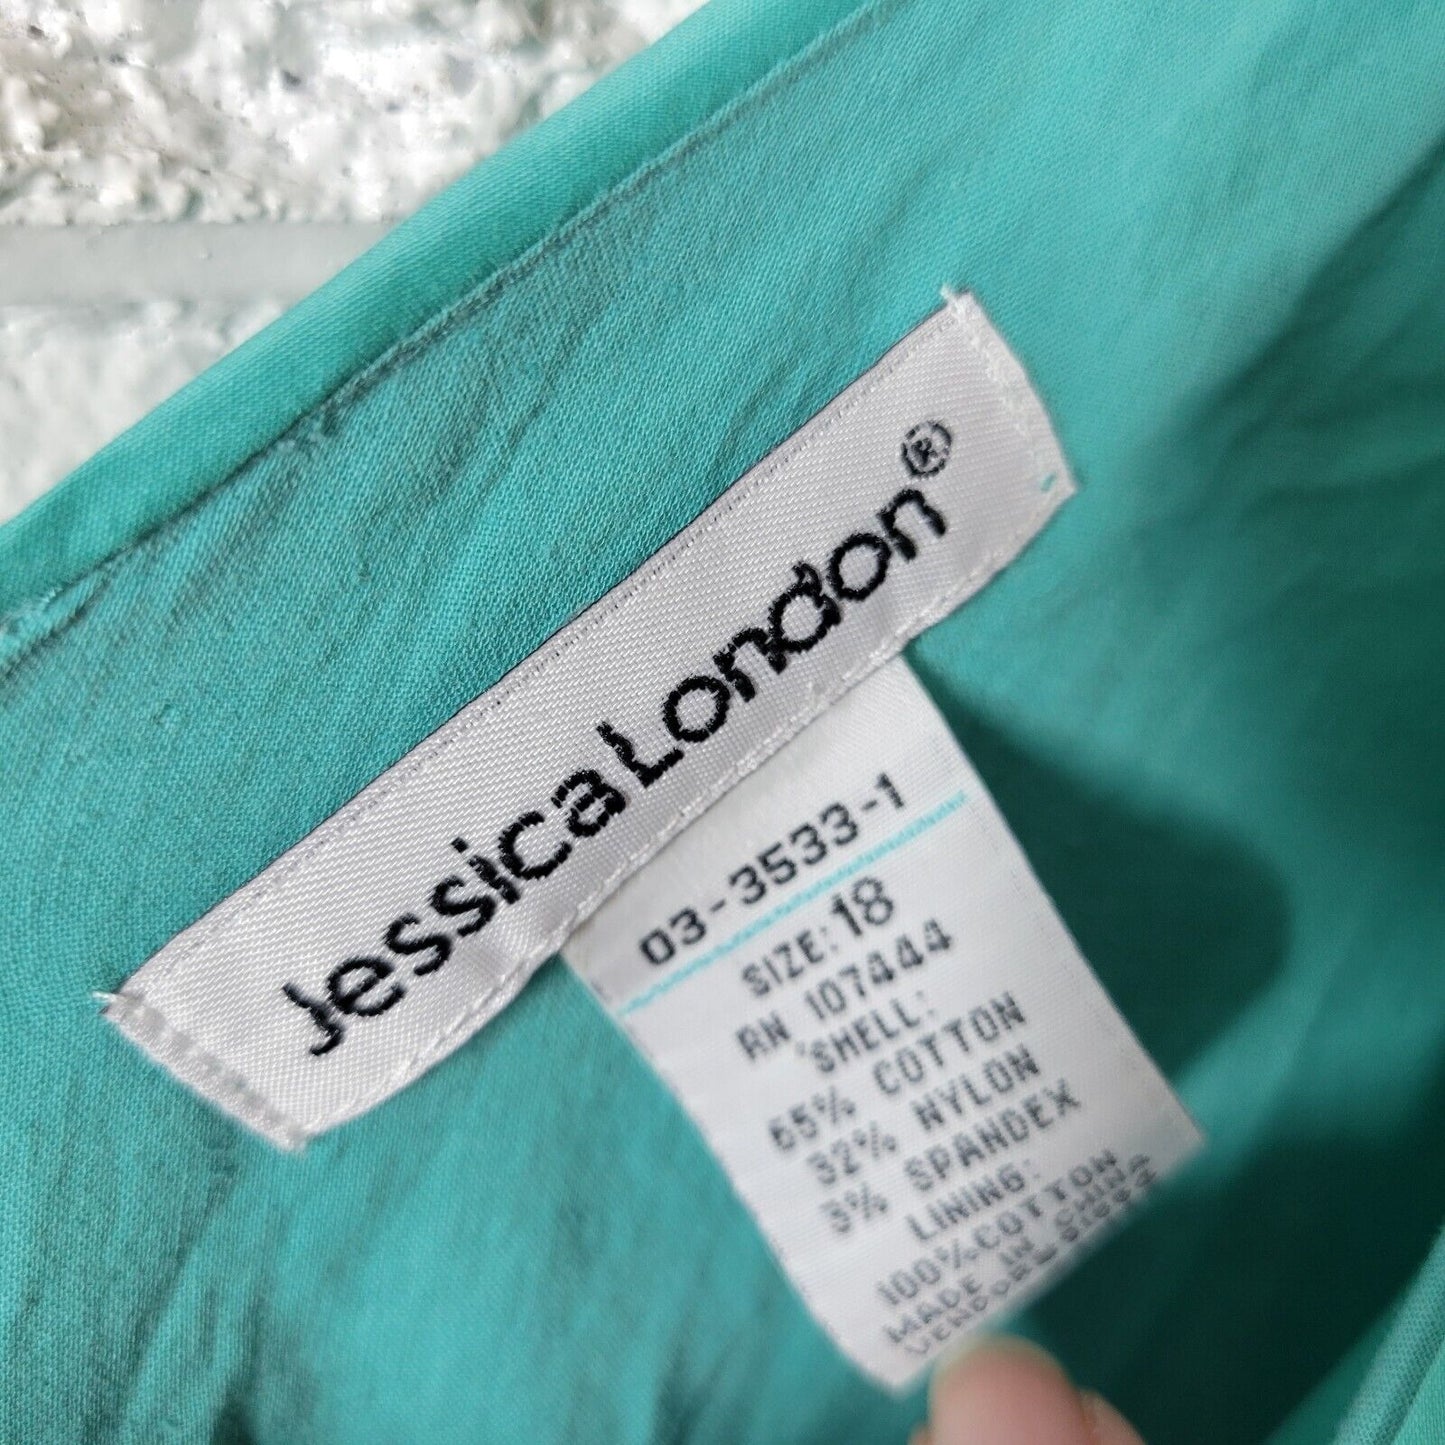 Jessica London®
03-3533-1
SIZE: 18
RN 107444
SHELL:
65% COTTON
32% NYLON
3% SPANDEX
LINING:
100% COTTON
MADE IN CHINA